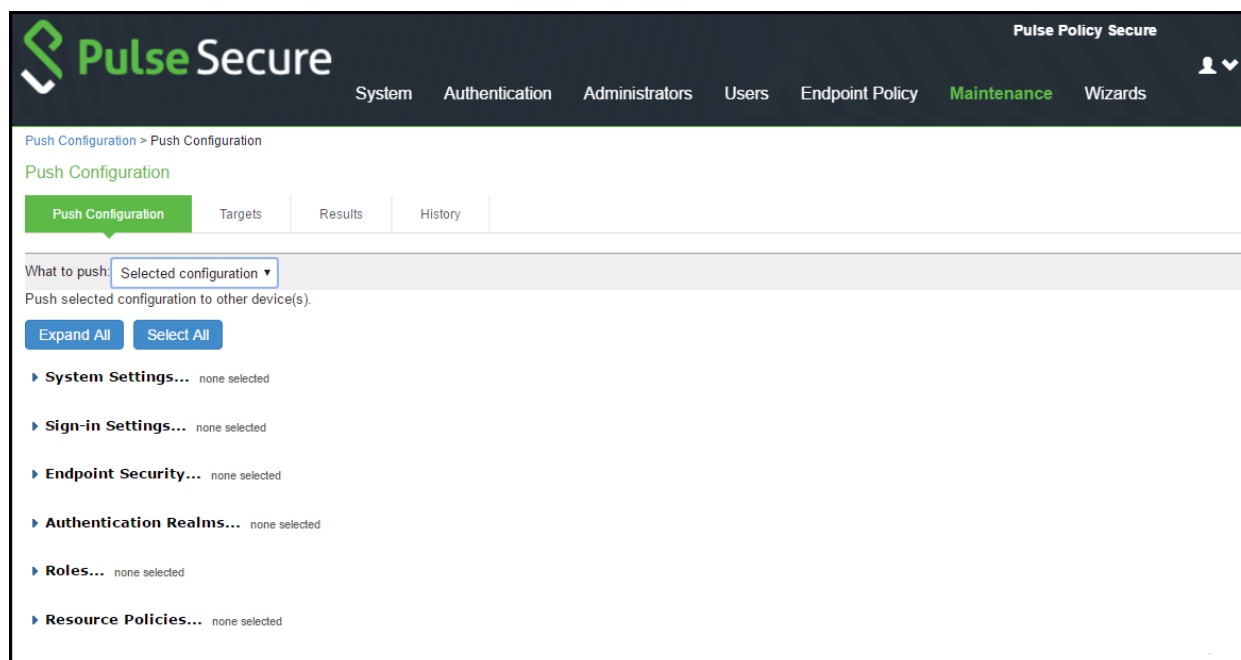 Pulse Policy Secure
Pulse Secure
System Authentication Administrators Users Endpoint Policy Maintenance Wizards
Push Configuration > Push Configuration
Push Configuration
Push Configuration Targets Results History
What to push: Selected configuration
Push selected configuration to other device(s).
Expand All Select All
System Settings... none selected
Sign-in Settings... none selected
Endpoint Security... none selected
Authentication Realms... none selected
Roles... none selected
Resource Policies... none selected